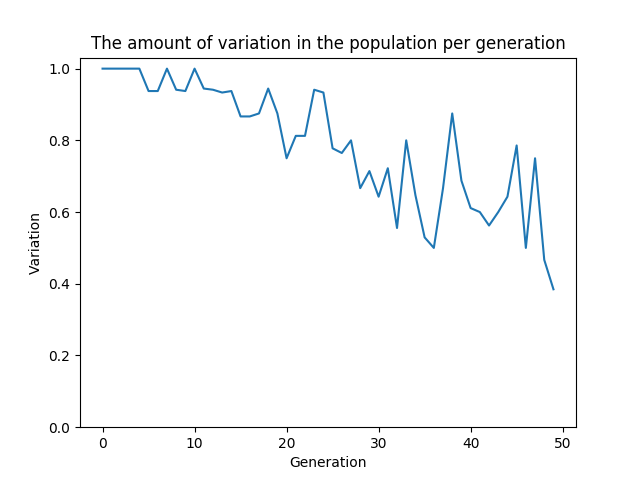 The amount of variation in the population per generation
1.0
0.8
0.6
0.4
0.2
0.0
Variation
0 10 20 30 40 50
Generation